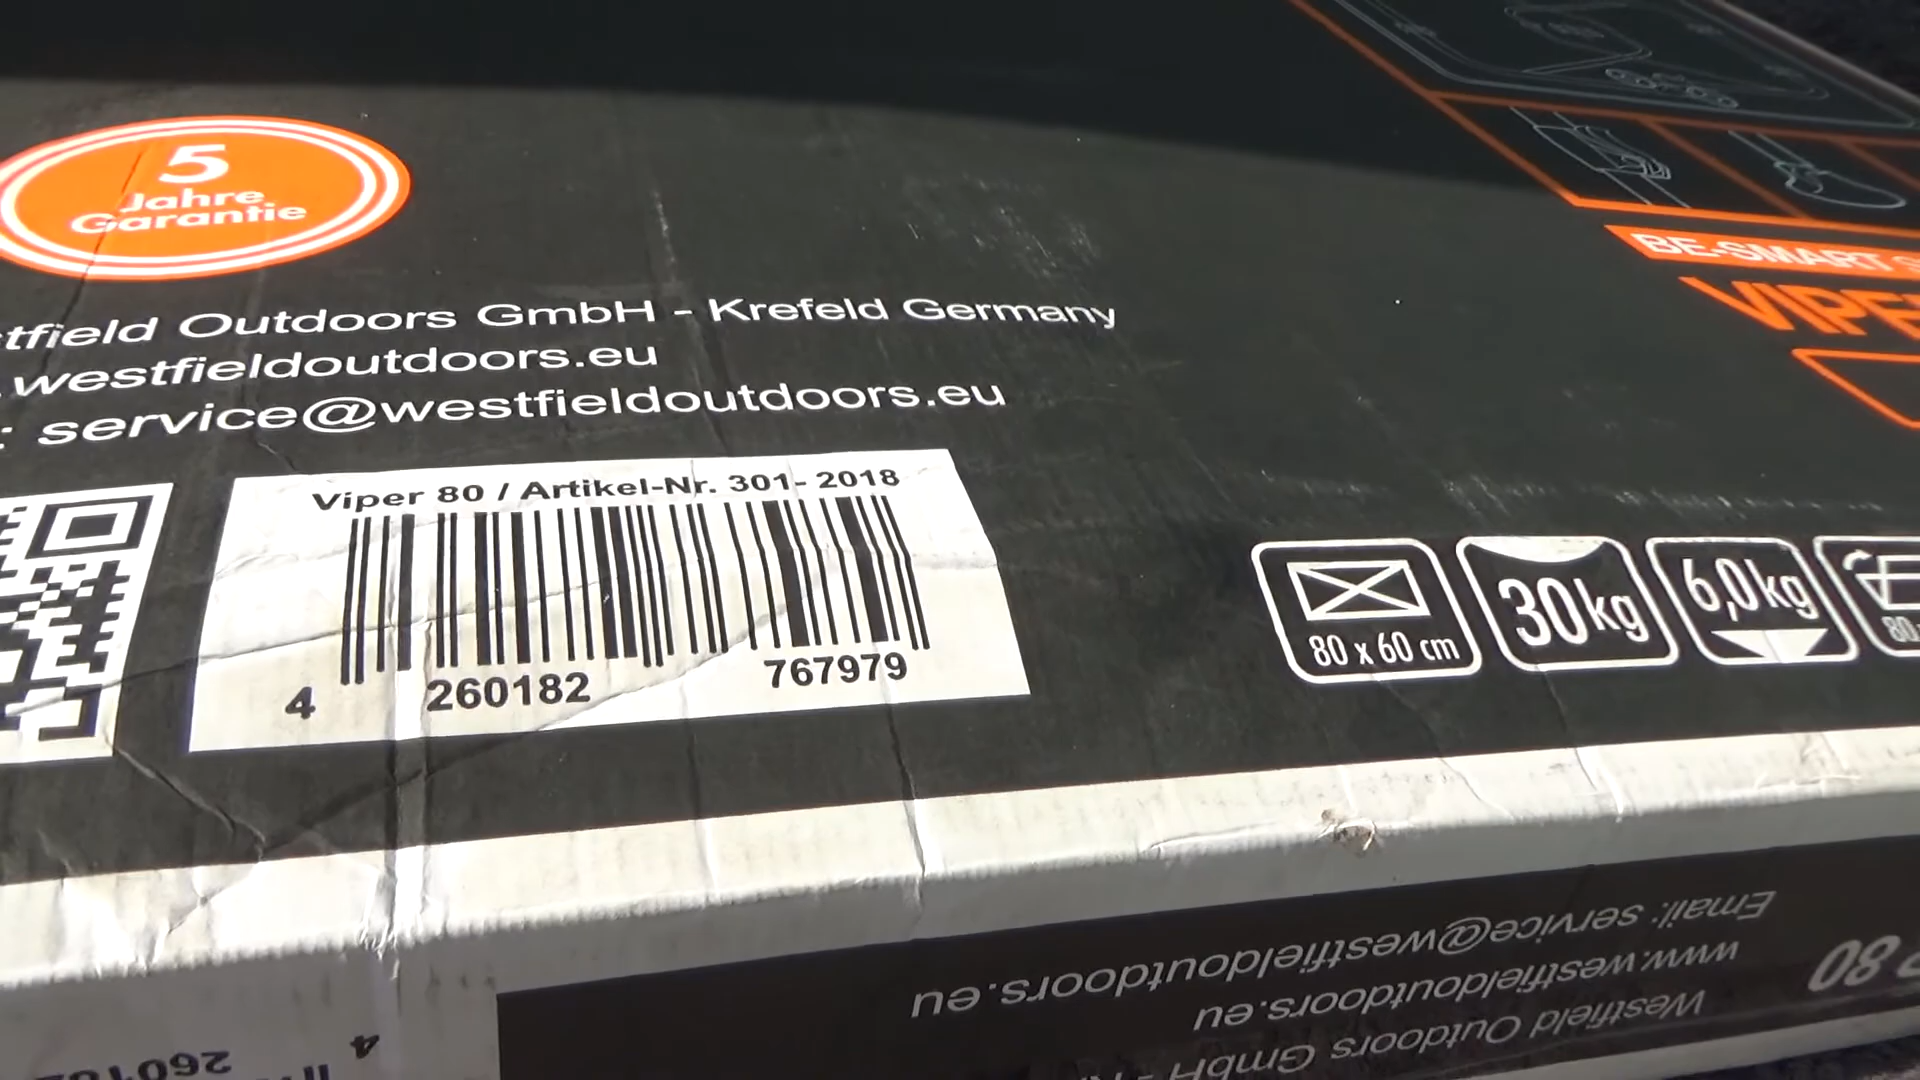 5
Jahre
Garantie
Outdoors GmbH - Krefeld Germany
.westfieldoutdoors.eu
: service@westfieldoutdoors.eu
Viper 80 / Artikel-Nr. 301- 2018
4 260182 767979
BE-SMART
80 x 60 cm
30kg
6,0kg
Email: service@westfieldoutdoors.eu
www.westfieldoutdoors.eu
Westfield Outdoors GmbH -
80
4